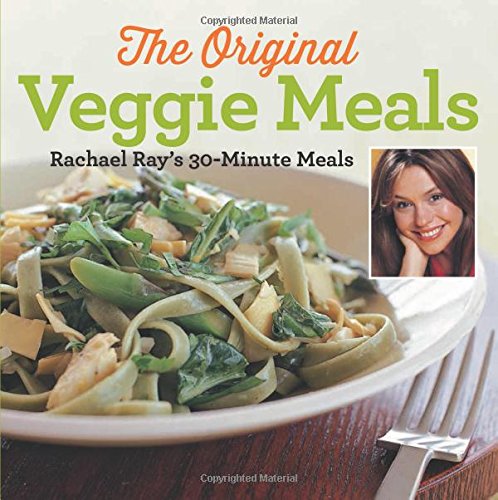 Copyrighted Material
The Original
Veggie Meals
Rachael Ray's 30-Minute Meals
Copyrighted Material